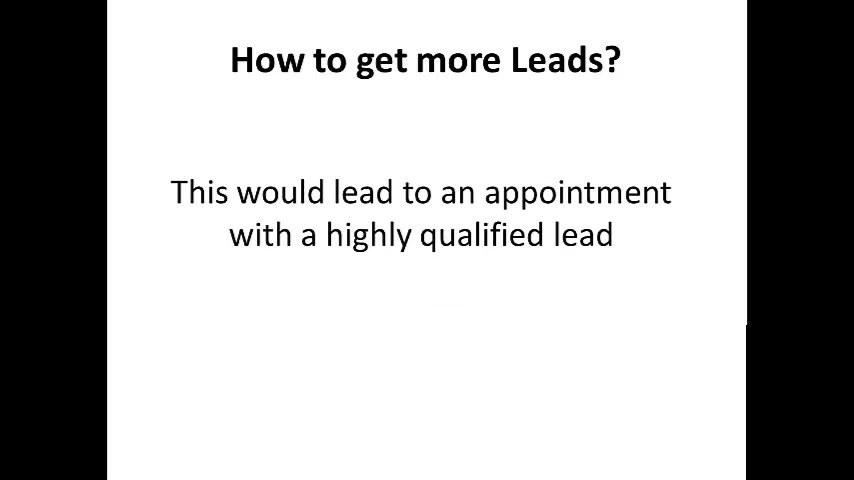 How to get more Leads?
This would lead to an appointment
with a highly qualified lead